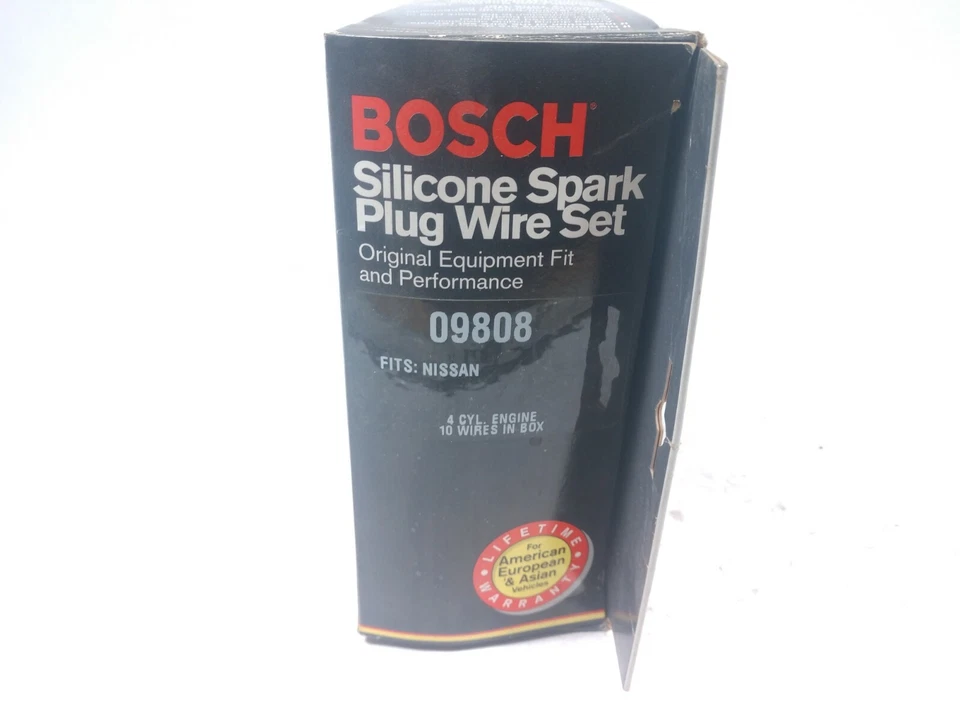 BOSCH®
Silicone Spark
Plug Wire Set
Original Equipment Fit
and Performance
09808
FITS: NISSAN
4 CYL. ENGINE
10 WIRES IN BOX
LIFETIME
For
American
European
& Asian
Vehicles
WARRANTY